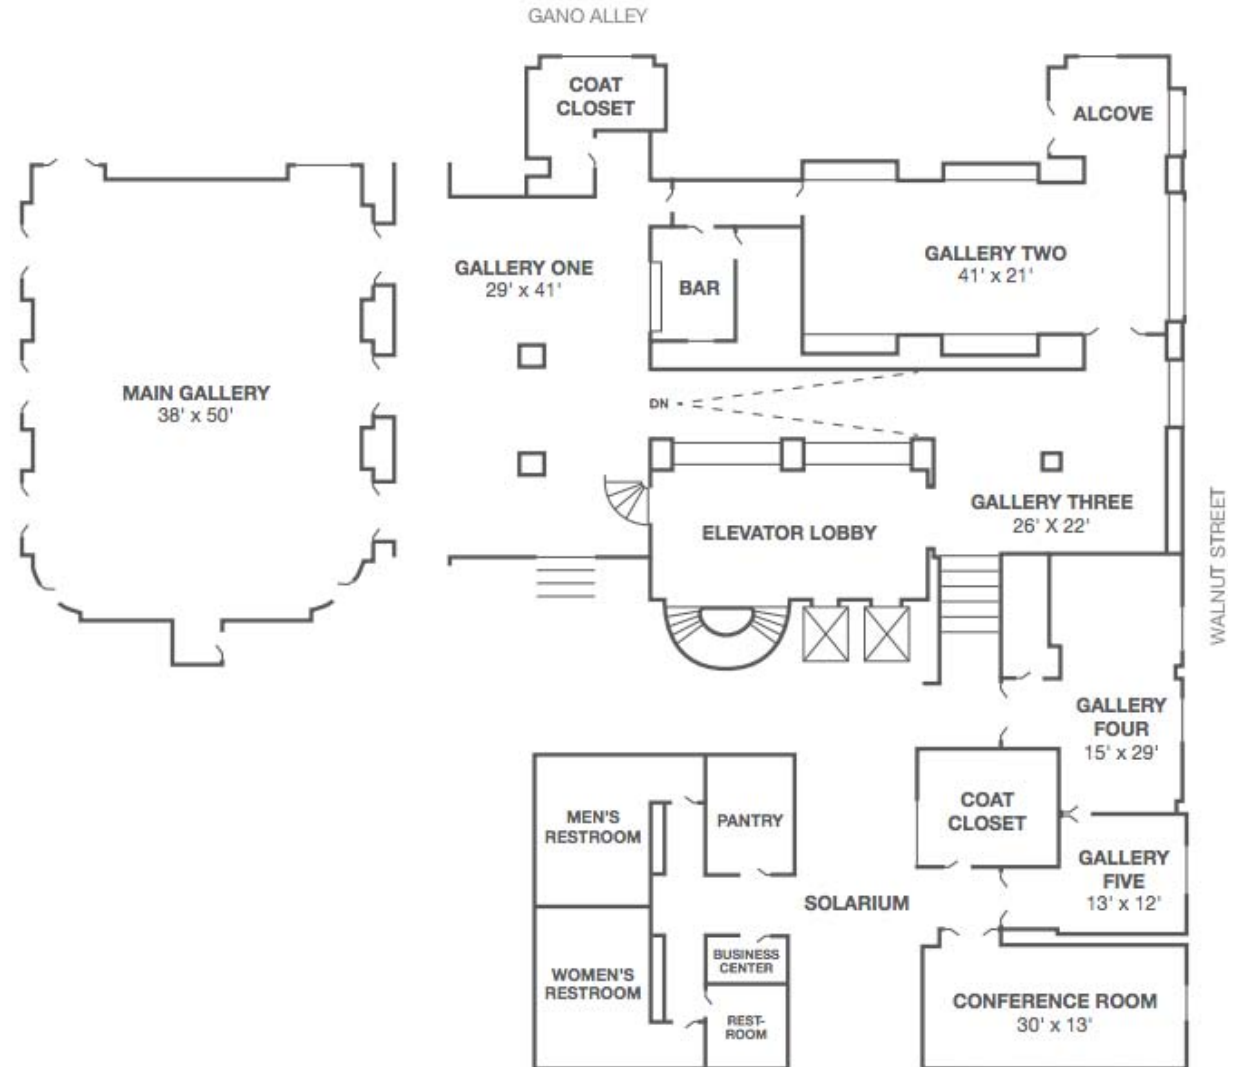 GANO ALLEY
COAT
CLOSET
ALCOVE
GALLERY ONE
29' x 41'
BAR
GALLERY TWO
41' x 21'
MAIN GALLERY
38' x 50'
DN
ELEVATOR LOBBY
GALLERY THREE
26' X 22'
WALNUT STREET
GALLERY
FOUR
15' x 29'
MEN'S
RESTROOM
PANTRY
COAT
CLOSET
GALLERY
FIVE
13' x 12'
SOLARIUM
WOMEN'S
RESTROOM
BUSINESS
CENTER
REST-
ROOM
CONFERENCE ROOM
30' x 13'